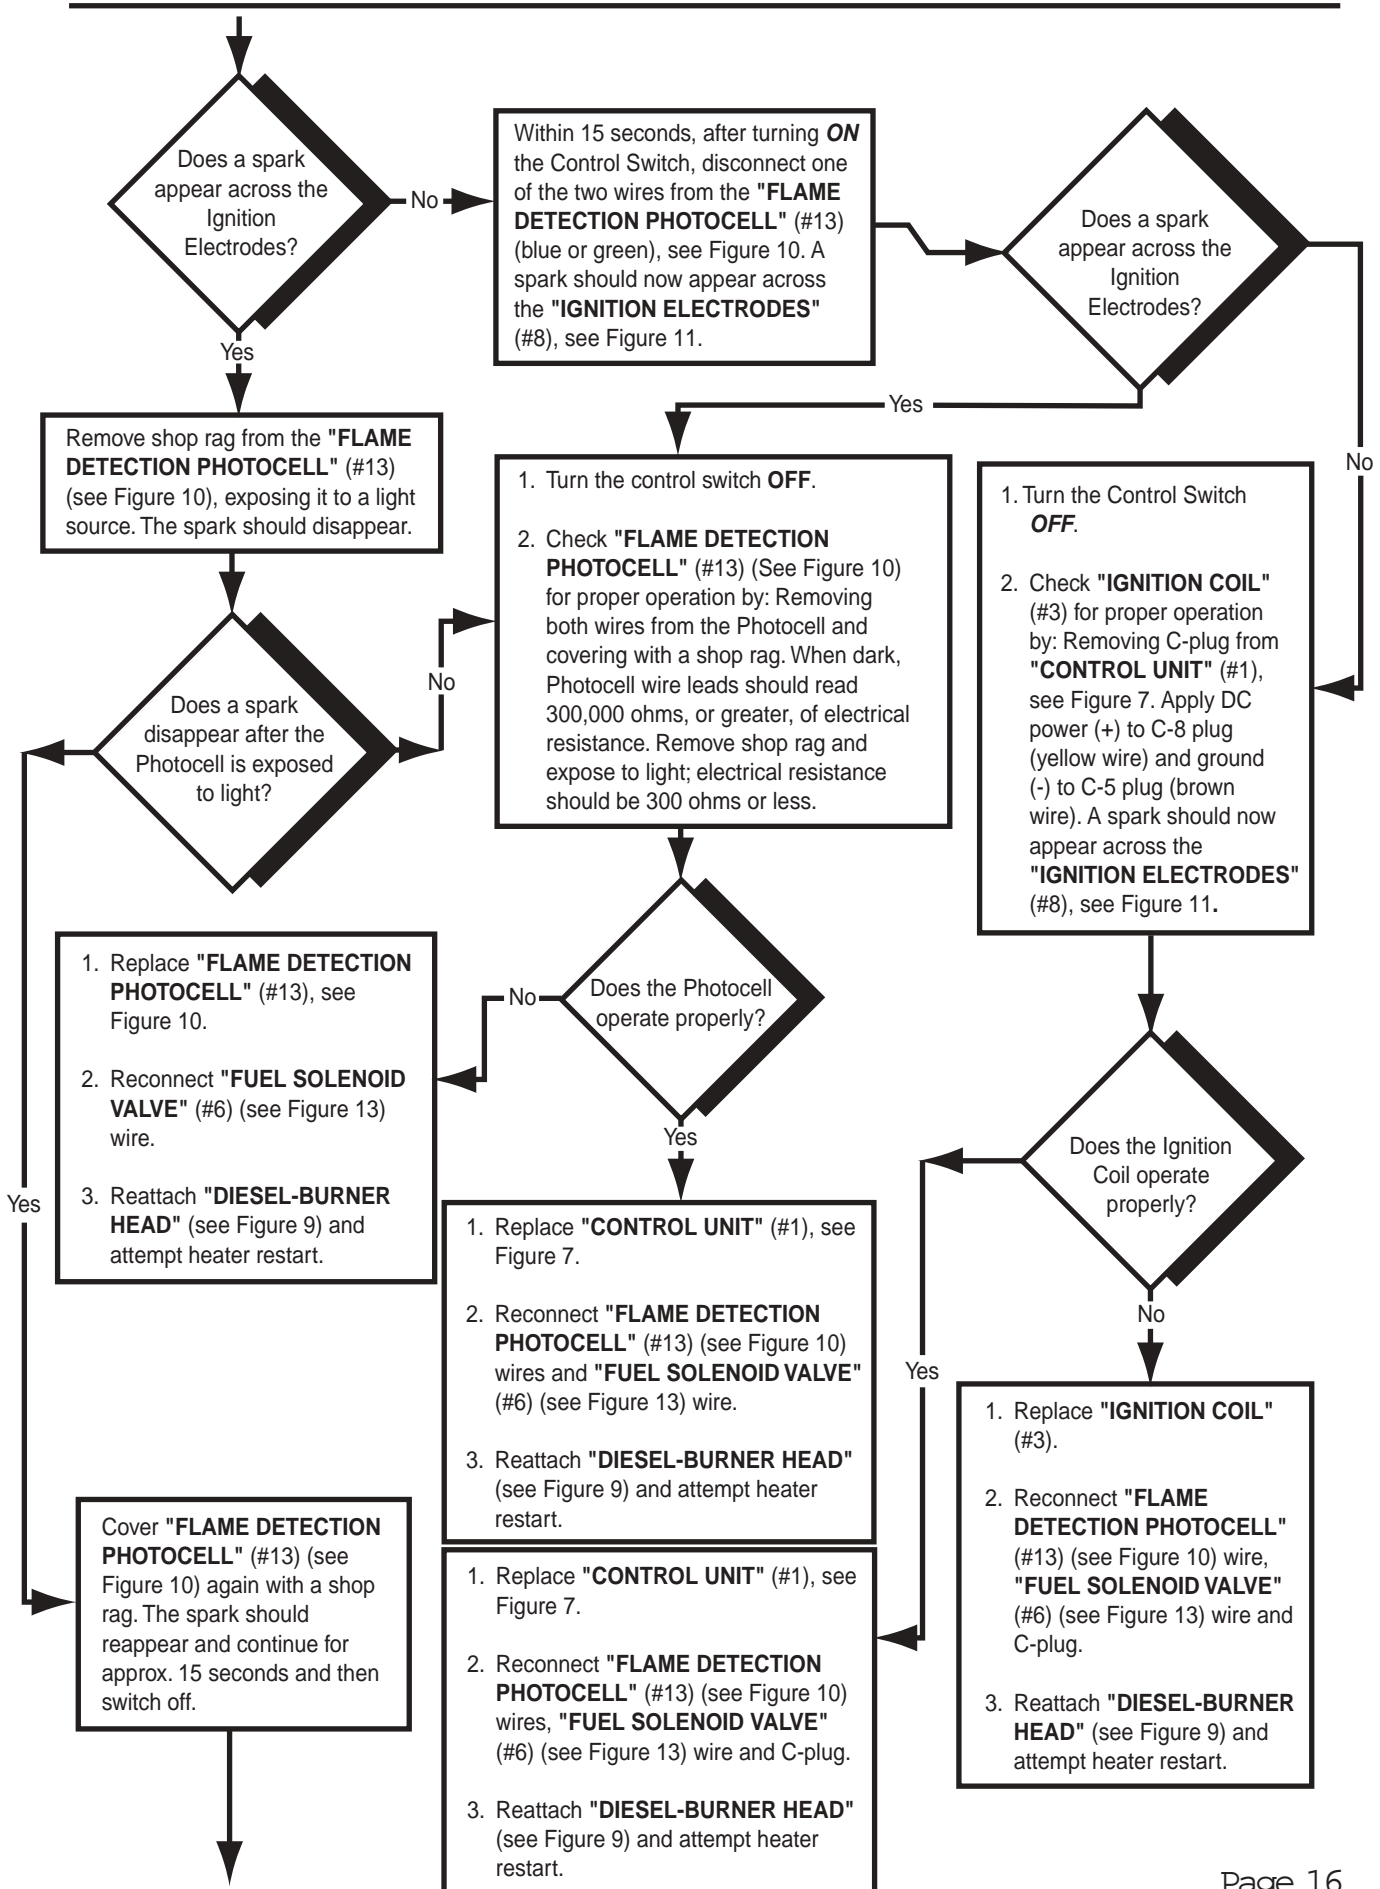 Does a spark
appear across the
Ignition
Electrodes?
No
Within 15 seconds, after turning ON
the Control Switch, disconnect one
of the two wires from the "FLAME
DETECTION PHOTOCELL" (#13)
(blue or green), see Figure 10. A
spark should now appear across
the "IGNITION ELECTRODES"
(#8), see Figure 11.
Does a spark
appear across the
Ignition
Electrodes?
Yes
Yes
No
Remove shop rag from the "FLAME
DETECTION PHOTOCELL" (#13)
(see Figure 10), exposing it to a light
source. The spark should disappear.
1. Turn the control switch OFF.
2. Check "FLAME DETECTION
PHOTOCELL" (#13) (See Figure 10)
for proper operation by: Removing
both wires from the Photocell and
covering with a shop rag. When dark,
Photocell wire leads should read
300,000 ohms, or greater, of electrical
resistance. Remove shop rag and
expose to light; electrical resistance
should be 300 ohms or less.
1. Turn the Control Switch
OFF.
2. Check "IGNITION COIL"
(#3) for proper operation
by: Removing C-plug from
"CONTROL UNIT" (#1),
see Figure 7. Apply DC
power (+) to C-8 plug
(yellow wire) and ground
(-) to C-5 plug (brown
wire). A spark should now
appear across the
"IGNITION ELECTRODES"
(#8), see Figure 11.
Does a spark
disappear after the
Photocell is exposed
to light?
No
Yes
Does the Photocell
operate properly?
No
Yes
1. Replace "FLAME DETECTION
PHOTOCELL" (#13), see
Figure 10.
2. Reconnect "FUEL SOLENOID
VALVE" (#6) (see Figure 13)
wire.
3. Reattach "DIESEL-BURNER
HEAD" (see Figure 9) and
attempt heater restart.
Does the Ignition
Coil operate
properly?
Yes
No
1. Replace "CONTROL UNIT" (#1), see
Figure 7.
2. Reconnect "FLAME DETECTION
PHOTOCELL" (#13) (see Figure 10)
wires and "FUEL SOLENOID VALVE"
(#6) (see Figure 13) wire.
3. Reattach "DIESEL-BURNER HEAD"
(see Figure 9) and attempt heater
restart.
1. Replace "IGNITION COIL"
(#3).
2. Reconnect "FLAME
DETECTION PHOTOCELL"
(#13) (see Figure 10) wire,
"FUEL SOLENOID VALVE"
(#6) (see Figure 13) wire and
C-plug.
3. Reattach "DIESEL-BURNER
HEAD" (see Figure 9) and
attempt heater restart.
Cover "FLAME DETECTION
PHOTOCELL" (#13) (see
Figure 10) again with a shop
rag. The spark should
reappear and continue for
approx. 15 seconds and then
switch off.
1. Replace "CONTROL UNIT" (#1), see
Figure 7.
2. Reconnect "FLAME DETECTION
PHOTOCELL" (#13) (see Figure 10)
wires, "FUEL SOLENOID VALVE"
(#6) (see Figure 13) wire and C-plug.
3. Reattach "DIESEL-BURNER HEAD"
(see Figure 9) and attempt heater
restart.
Page 16